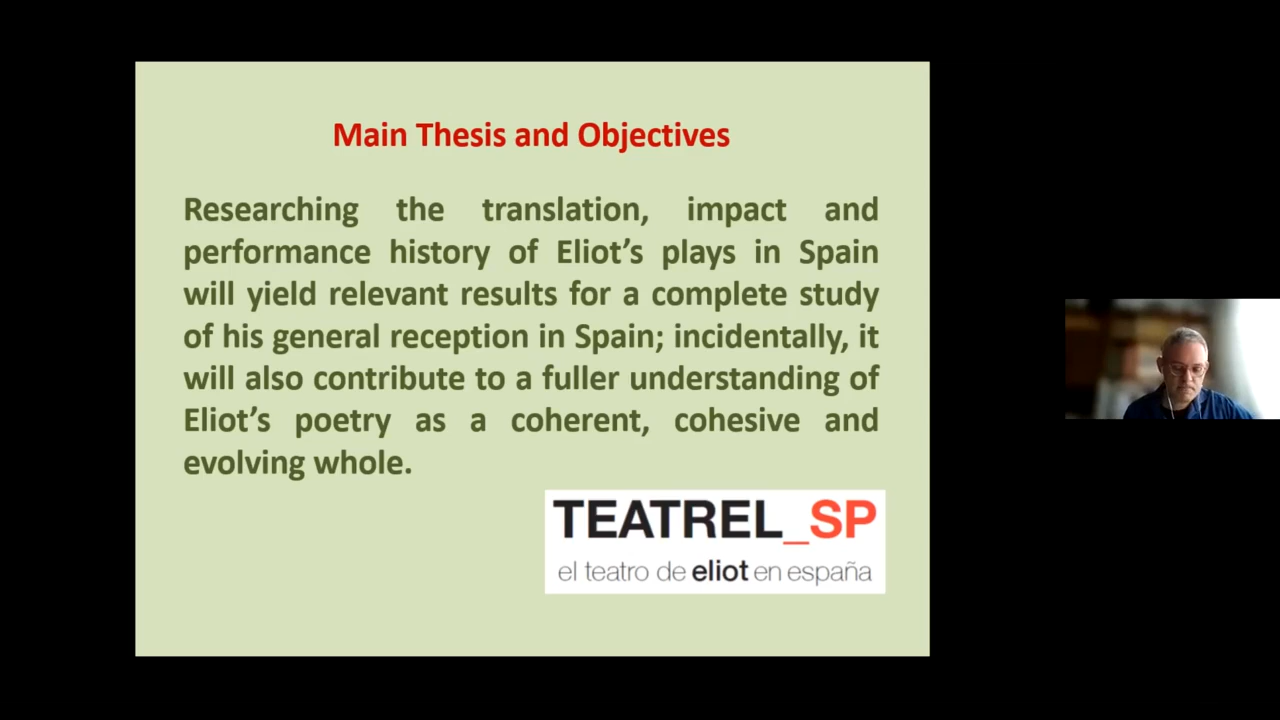 Main Thesis and Objectives
Researching the translation, impact and
performance history of Eliot’s plays in Spain
will yield relevant results for a complete study
of his general reception in Spain; incidentally, it
will also contribute to a fuller understanding of
Eliot’s poetry as a coherent, cohesive and
evolving whole.
TEATREL_SP
el teatro de eliot en españa